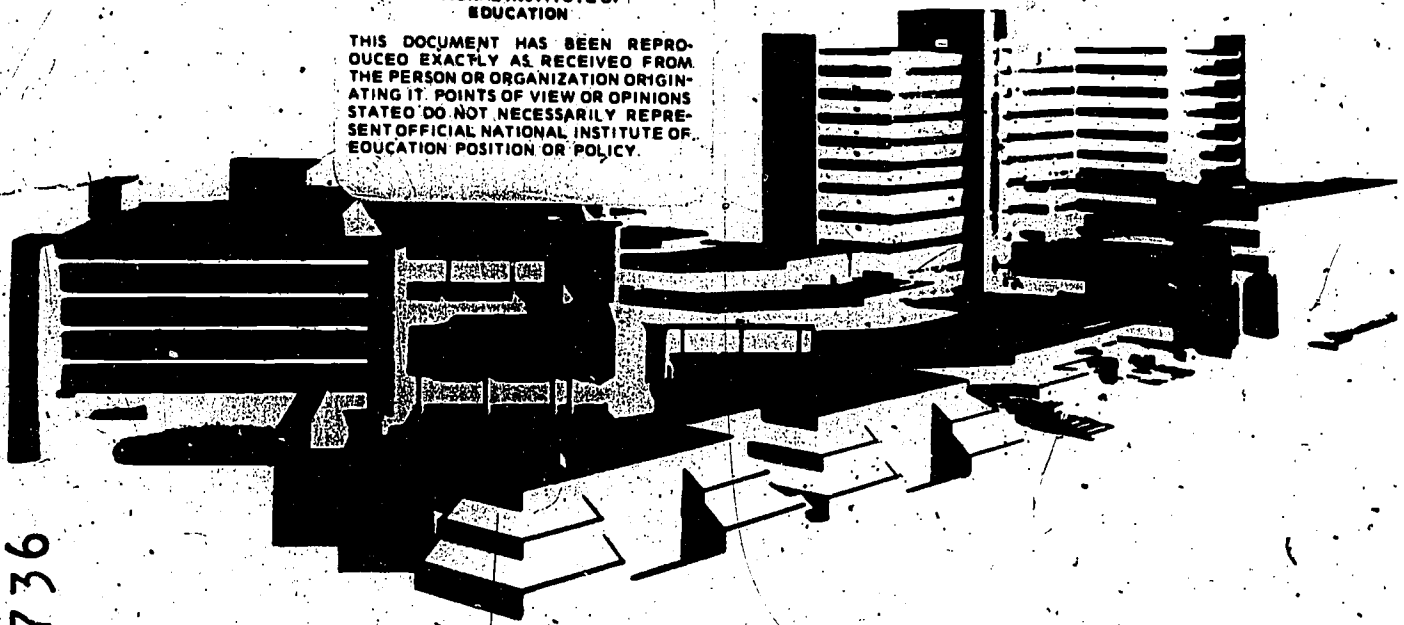 EDUCATION
THIS DOCUMENT HAS BEEN REPRO-
DUCED EXACTLY AS RECEIVED FROM
THE PERSON OR ORGANIZATION ORIGIN-
ATING IT. POINTS OF VIEW OR OPINIONS
STATED DO NOT NECESSARILY REPRE-
SENT OFFICIAL NATIONAL INSTITUTE OF
EDUCATION POSITION OR POLICY.
736